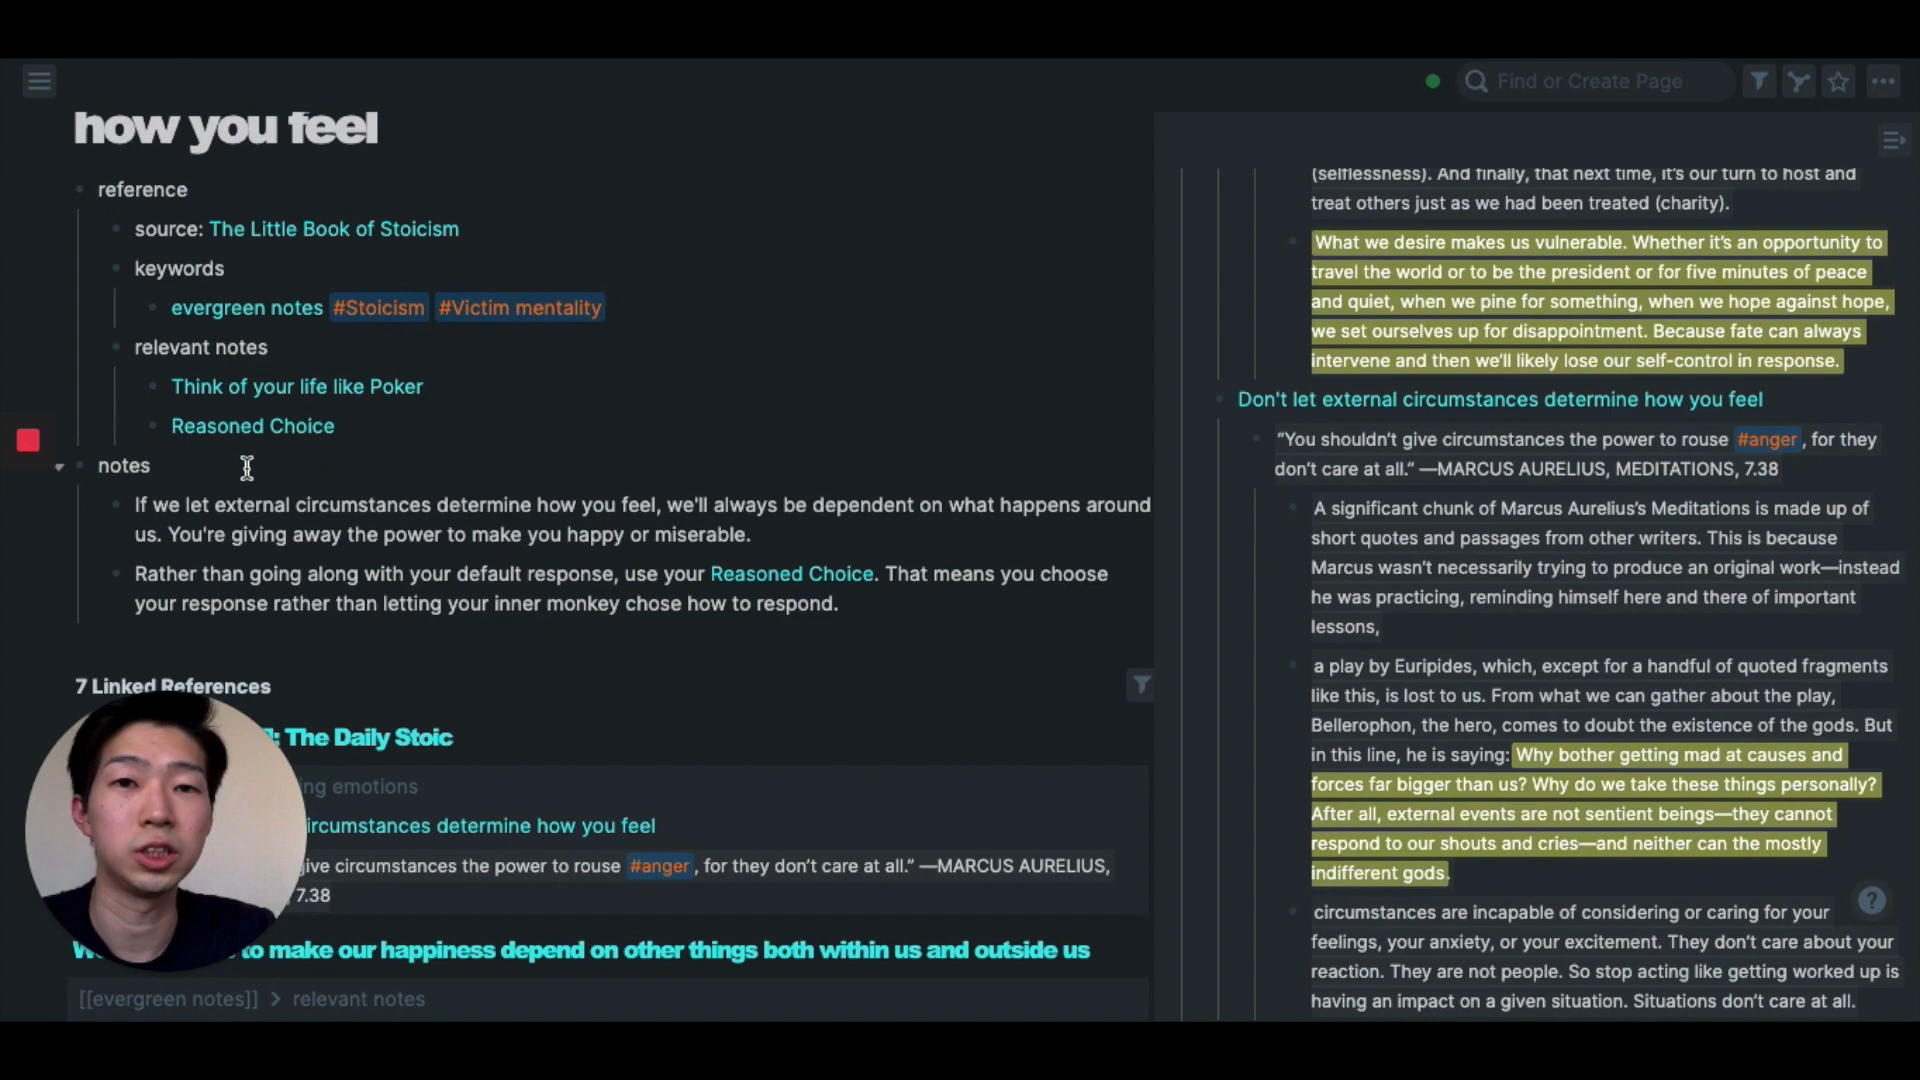 Find or Create Page
how you feel
reference
source: The Little Book of Stoicism
keywords
evergreen notes #Stoicism #Victim mentality
relevant notes
Think of your life like Poker
Reasoned Choice
notes
If we let external circumstances determine how you feel, we'll always be dependent on what happens around
us. You're giving away the power to make you happy or miserable.
Rather than going along with your default response, use your Reasoned Choice. That means you choose
your response rather than letting your inner monkey chose how to respond.
7 Linked References
: The Daily Stoic
ng emotions
ircumstances determine how you feel
give circumstances the power to rouse #anger, for they don’t care at all.” —MARCUS AURELIUS,
7.38
to make our happiness depend on other things both within us and outside us
[[evergreen notes]] > relevant notes
(selflessness). And finally, that next time, it’s our turn to host and
treat others just as we had been treated (charity).
What we desire makes us vulnerable. Whether it’s an opportunity to
travel the world or to be the president or for five minutes of peace
and quiet, when we pine for something, when we hope against hope,
we set ourselves up for disappointment. Because fate can always
intervene and then we’ll likely lose our self-control in response.
Don't let external circumstances determine how you feel
“You shouldn’t give circumstances the power to rouse #anger, for they
don’t care at all.” —MARCUS AURELIUS, MEDITATIONS, 7.38
A significant chunk of Marcus Aurelius’s Meditations is made up of
short quotes and passages from other writers. This is because
Marcus wasn’t necessarily trying to produce an original work—instead
he was practicing, reminding himself here and there of important
lessons,
a play by Euripides, which, except for a handful of quoted fragments
like this, is lost to us. From what we can gather about the play,
Bellerophon, the hero, comes to doubt the existence of the gods. But
in this line, he is saying: Why bother getting mad at causes and
forces far bigger than us? Why do we take these things personally?
After all, external events are not sentient beings—they cannot
respond to our shouts and cries—and neither can the mostly
indifferent gods.
circumstances are incapable of considering or caring for your
feelings, your anxiety, or your excitement. They don’t care about your
reaction. They are not people. So stop acting like getting worked up is
having an impact on a given situation. Situations don’t care at all.